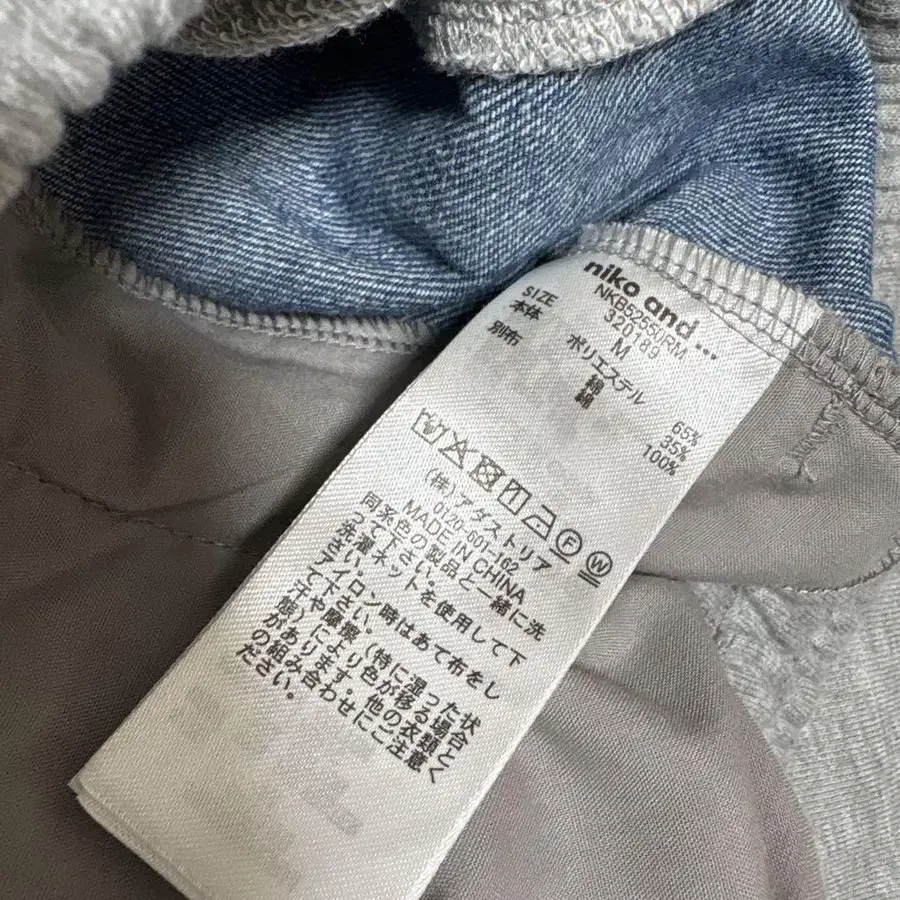 niko and ...
NKB52550RM
320189
SIZE M
本体 ポリエステル 65%
綿 35%
別布 綿 100%
F W
(株)アダストリア
0120-601-162
MADE IN CHINA
同系色の製品と一緒に洗
って下さい。
洗濯ネットを使用して下
さい。
アイロン時はあて布をし
て下さい。
汗や摩擦(特に湿った状
態)により色が移る場合
があります。他の衣類と
の組み合わせにご注意く
ださい。